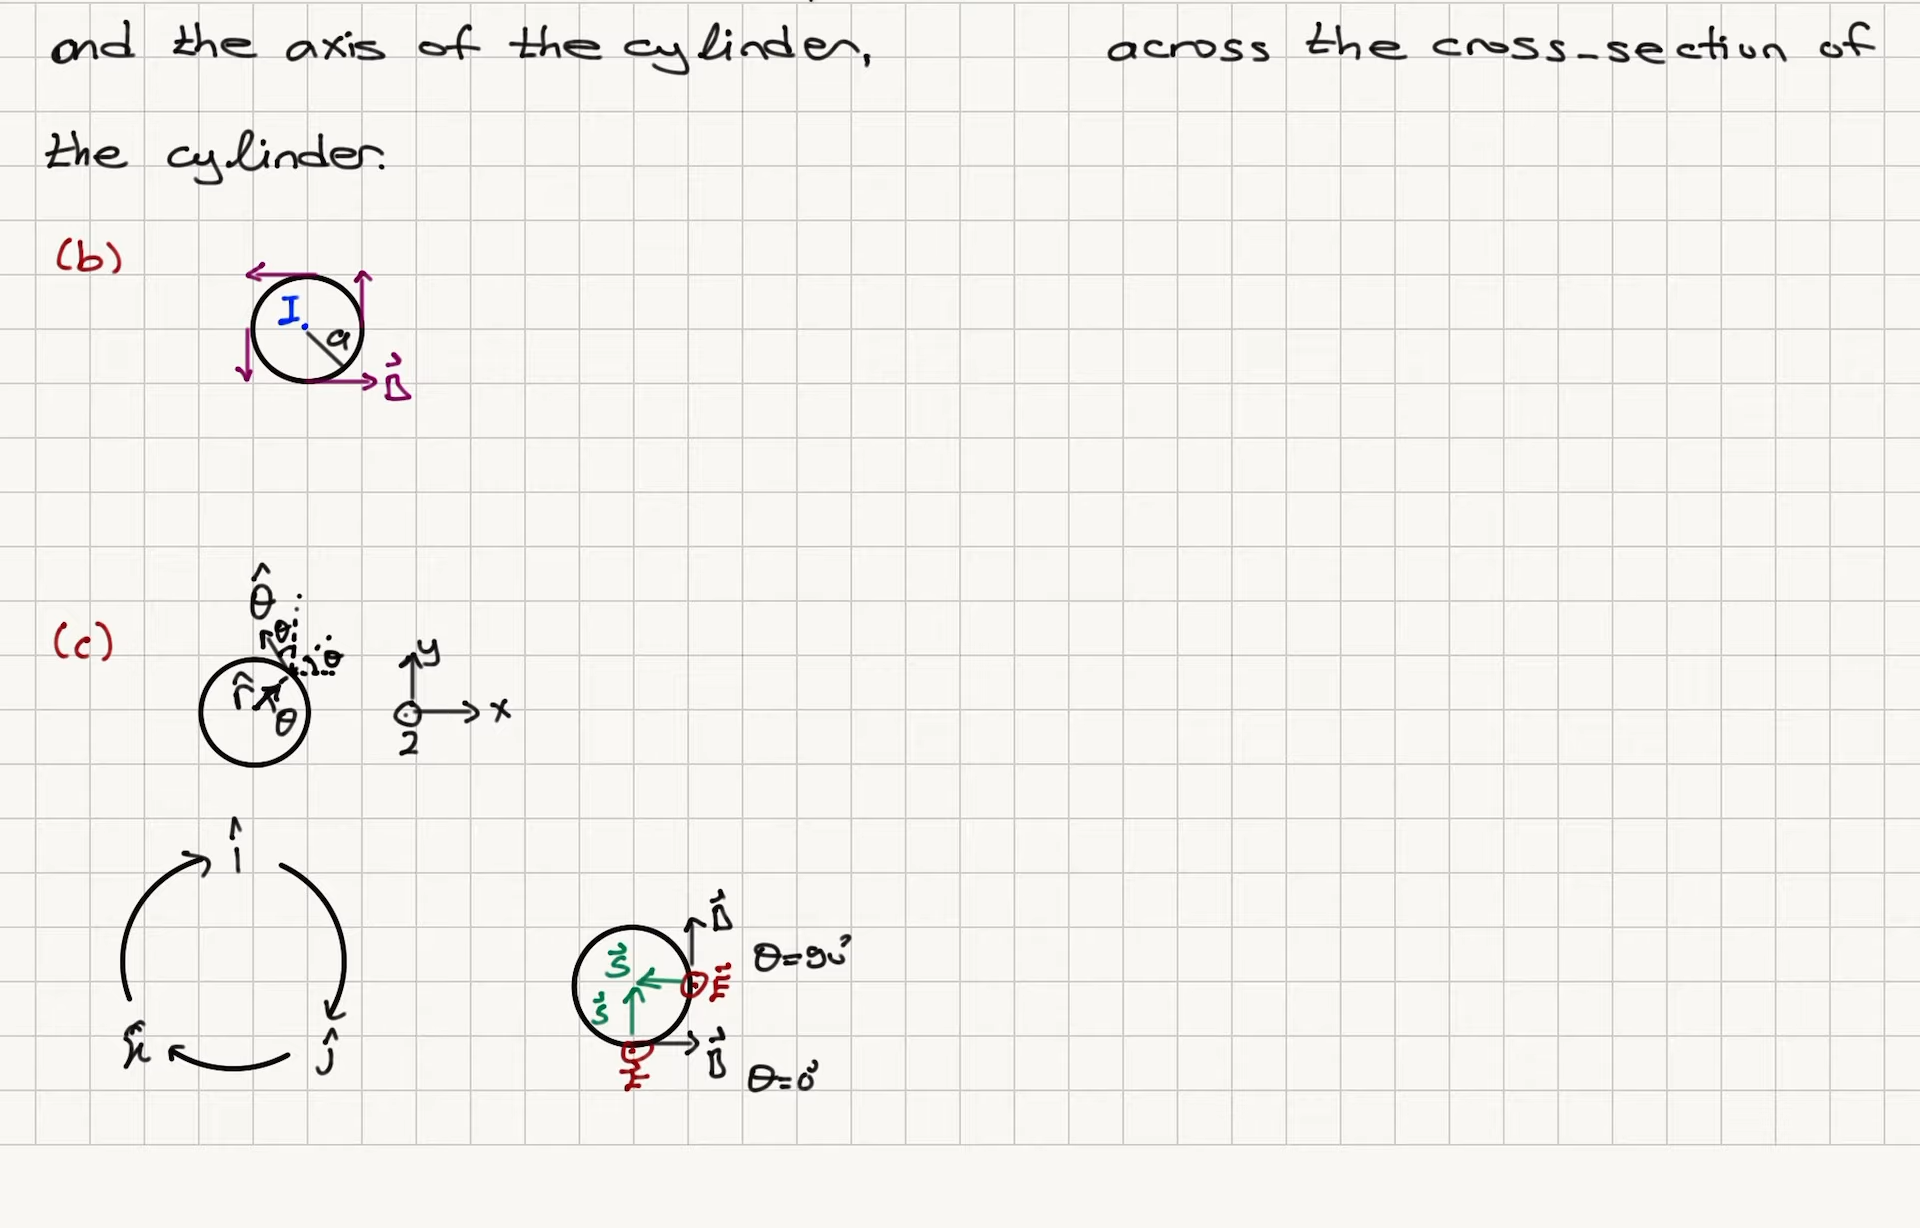 and the axis of the cylinder, across the cross-section of
the cylinder.
(b)
I
a
B⃗
(c)
θ̂
θ
θ
r̂
θ
y
x
z
î
k̂
ĵ
B⃗
S⃗
θ=90°
E⃗
S⃗
B⃗
E⃗
θ=0°